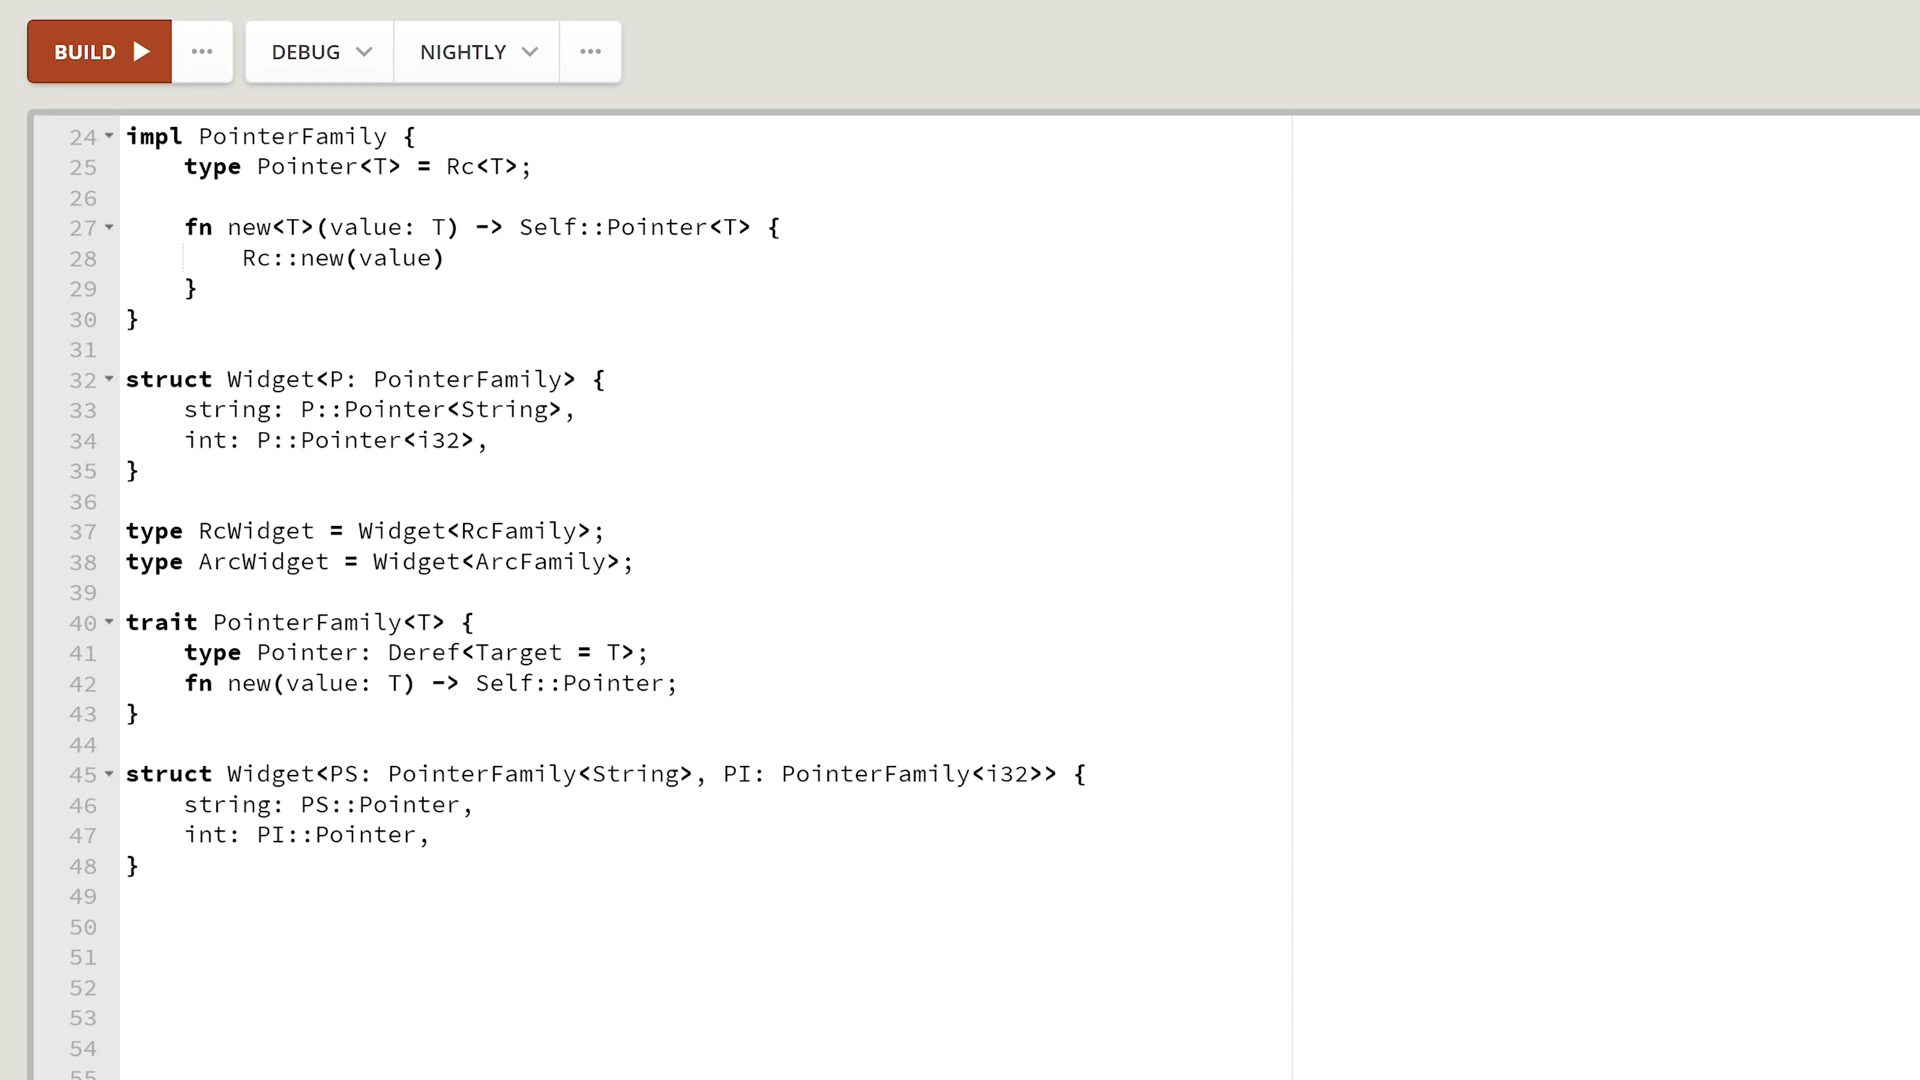 BUILD ▶ ··· DEBUG NIGHTLY ···
24 impl PointerFamily {
25     type Pointer<T> = Rc<T>;
26
27     fn new<T>(value: T) -> Self::Pointer<T> {
28         Rc::new(value)
29     }
30 }
31
32 struct Widget<P: PointerFamily> {
33     string: P::Pointer<String>,
34     int: P::Pointer<i32>,
35 }
36
37 type RcWidget = Widget<RcFamily>;
38 type ArcWidget = Widget<ArcFamily>;
39
40 trait PointerFamily<T> {
41     type Pointer: Deref<Target = T>;
42     fn new(value: T) -> Self::Pointer;
43 }
44
45 struct Widget<PS: PointerFamily<String>, PI: PointerFamily<i32>> {
46     string: PS::Pointer,
47     int: PI::Pointer,
48 }
49
50
51
52
53
54
55